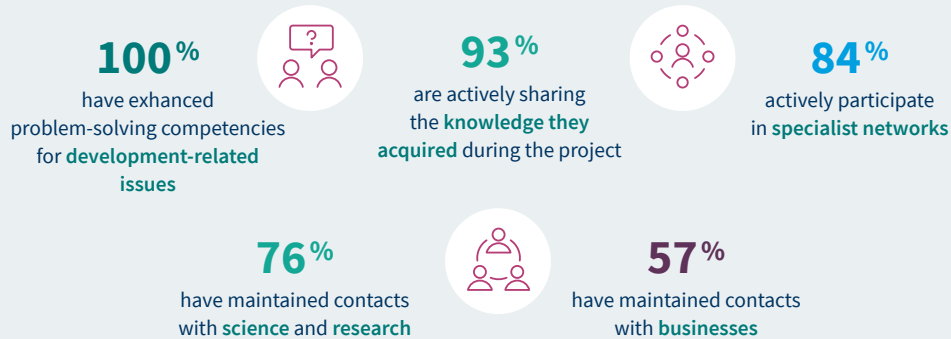 100%
have enhanced
problem-solving competencies
for development-related
issues
?
93%
are actively sharing
the knowledge they
acquired during the project
84%
actively participate
in specialist networks
76%
have maintained contacts
with science and research
57%
have maintained contacts
with businesses